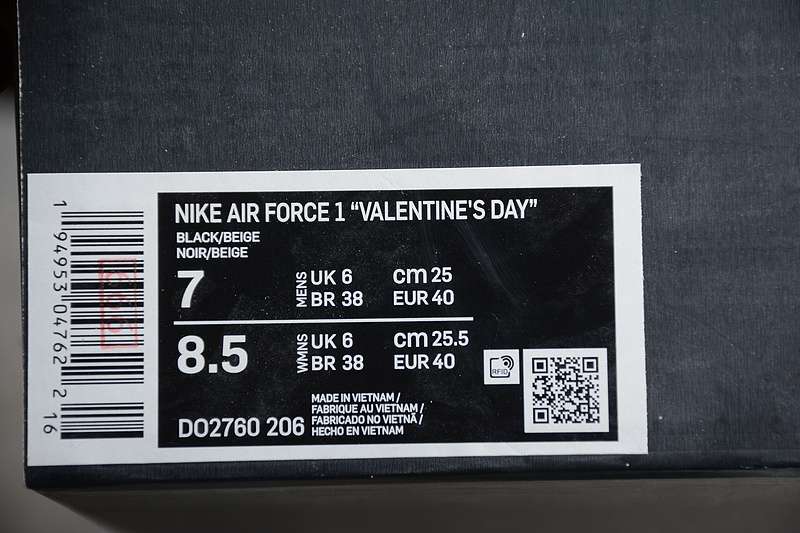 NIKE AIR FORCE 1 “VALENTINE'S DAY”
BLACK/BEIGE
NOIR/BEIGE
7 MENS UK 6 cm 25
BR 38 EUR 40
8.5 WMNS UK 6 cm 25.5
BR 38 EUR 40
RFID
DO2760 206
MADE IN VIETNAM /
FABRIQUE AU VIETNAM /
FABRICADO NO VIETNÃ /
HECHO EN VIETNAM
1 94953 04762 2 16